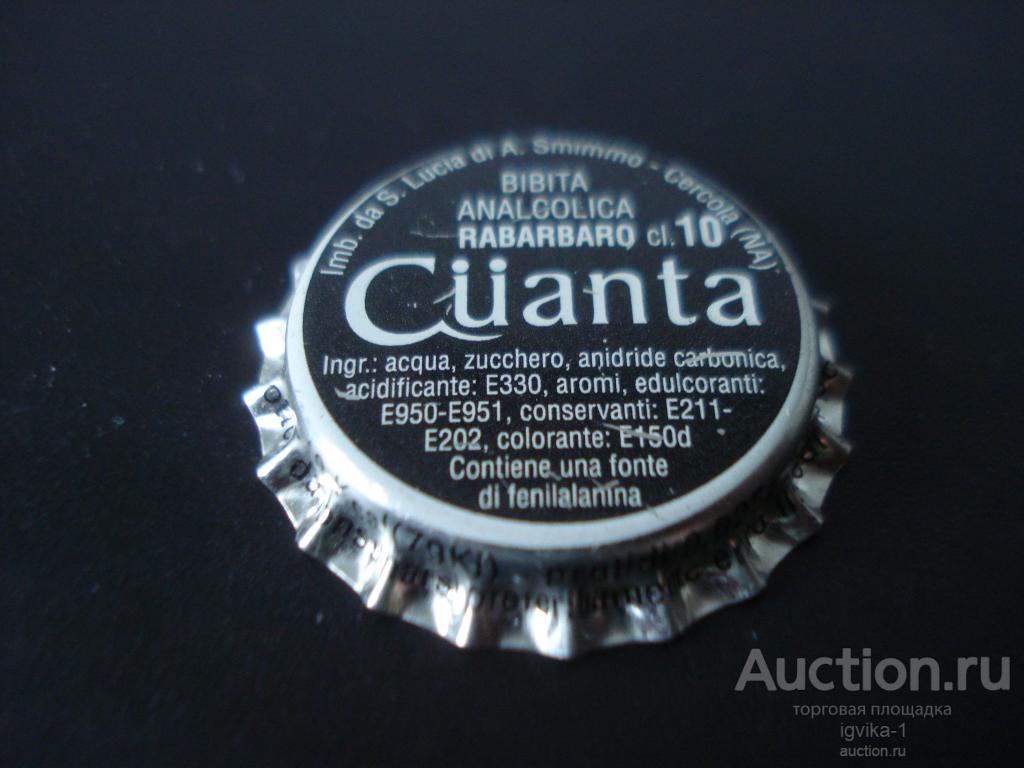 Imb. da S. Lucia di A. Smimmo - Cercola (NA)
BIBITA
ANALCOLICA
RABARBARO cl. 10
Cüanta
Ingr.: acqua, zucchero, anidride carbonica,
acidificante: E330, aromi, edulcoranti:
E950-E951, conservanti: E211-
E202, colorante: E150d
Contiene una fonte
di fenilalanina
Auction.ru
торговая площадка
igvika-1
auction.ru